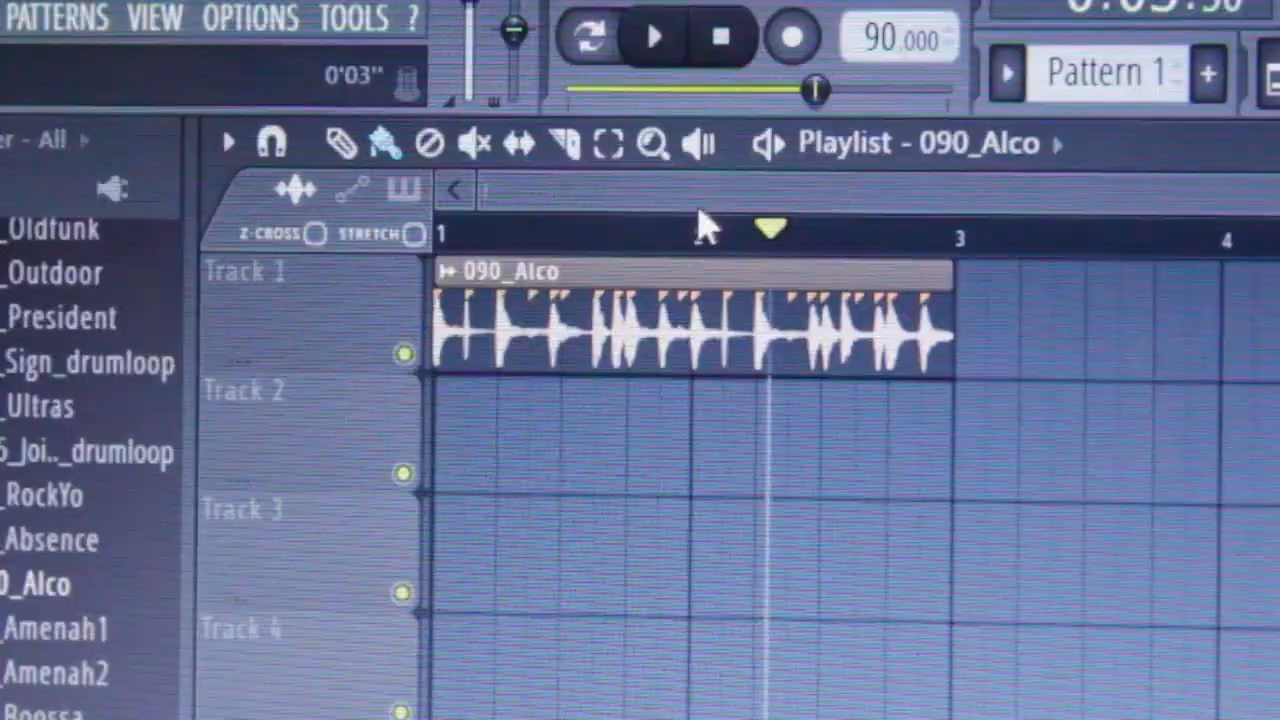 PATTERNS VIEW OPTIONS TOOLS ?
0'03"
90.000
Pattern 1 +
er - All
Playlist - 090_Alco
Z-CROSS STRETCH
1 3 4
_Oldfunk
_Outdoor
_President
_Sign_drumloop
_Ultras
_Joi.._drumloop
_RockYo
_Absence
0_Alco
_Amenah1
_Amenah2
Track 1
090_Alco
Track 2
Track 3
Track 4